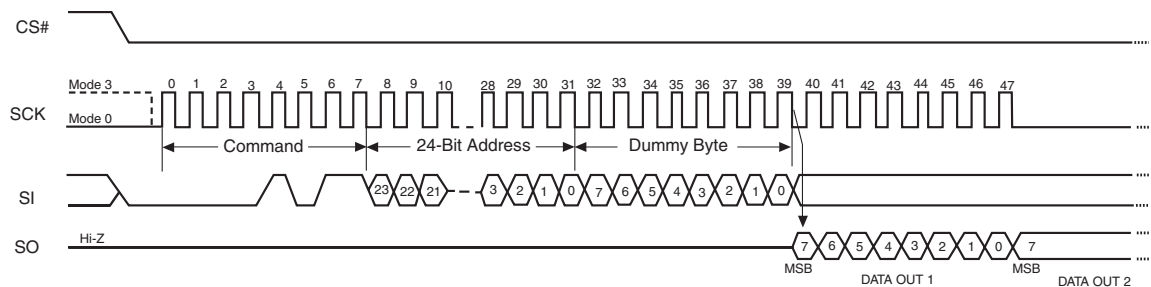 CS#
Mode 3
0 1 2 3 4 5 6 7 8 9 10 28 29 30 31 32 33 34 35 36 37 38 39 40 41 42 43 44 45 46 47
SCK
Mode 0
Command 24-Bit Address Dummy Byte
SI
23 22 21 3 2 1 0 7 6 5 4 3 2 1 0
Hi-Z
SO
7 6 5 4 3 2 1 0 7
MSB DATA OUT 1 MSB DATA OUT 2